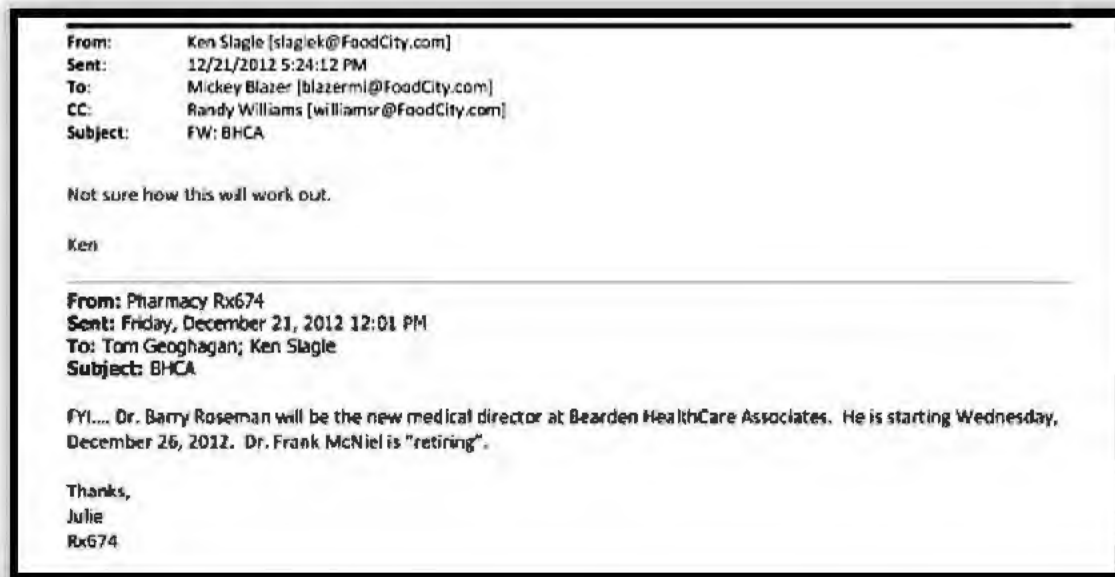 From: Ken Slagle [slaglek@FoodCity.com]
Sent: 12/21/2012 5:24:12 PM
To: Mickey Blazer [blazermi@FoodCity.com]
CC: Randy Williams [williamsr@FoodCity.com]
Subject: FW: BHCA
Not sure how this will work out.
Ken
From: Pharmacy Rx674
Sent: Friday, December 21, 2012 12:01 PM
To: Tom Geoghagan; Ken Slagle
Subject: BHCA
FYI.... Dr. Barry Roseman will be the new medical director at Bearden HealthCare Associates. He is starting Wednesday,
December 26, 2012. Dr. Frank McNiel is "retiring".
Thanks,
Julie
Rx674